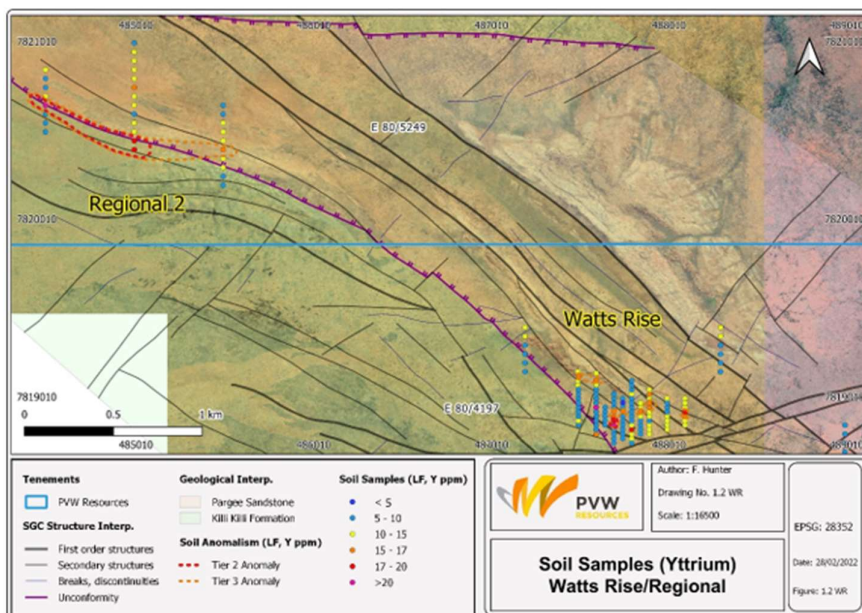 485010 486010 487010 488010 489010
7821010 7821010
E 80/5249
Regional 2
7820010 7820010
Watts Rise
7819010 7819010
E 80/4197
0 0.5 1 km
485010 486010 487010 488010 489010
Tenements
PVW Resources
SGC Structure Interp.
First order structures
Secondary structures
Breaks, discontinuities
Unconformity
Geological Interp.
Pargee Sandstone
Killi Killi Formation
Soil Anomalism (LF, Y ppm)
Tier 2 Anomaly
Tier 3 Anomaly
Soil Samples (LF, Y ppm)
< 5
5 - 10
10 - 15
15 - 17
17 - 20
>20
PVW
RESOURCES
Author: F. Hunter
Drawing No. 1.2 WR
Scale: 1:16500
Soil Samples (Yttrium)
Watts Rise/Regional
EPSG: 28352
Date: 28/02/2022
Figure: 1.2 WR